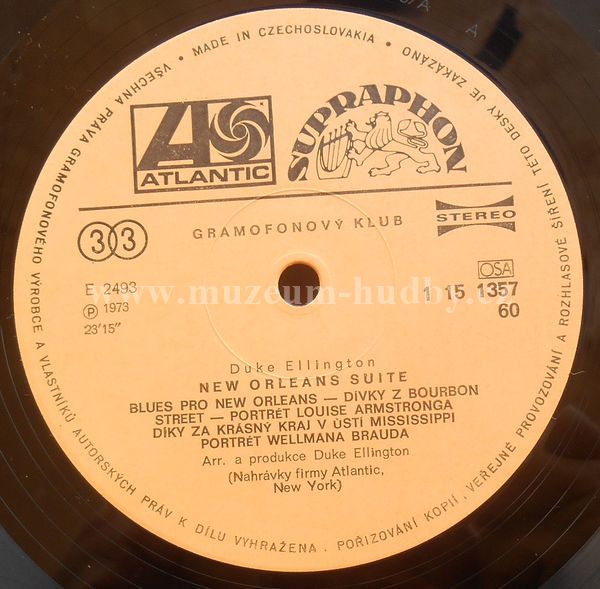 VŠECHNA PRÁVA GRAMOFONOVÉHO VÝROBCE A VLASTNÍKŮ AUTORSKÝCH PRÁV K DÍLU VYHRAŽENA. POŘIZOVÁNÍ KOPIÍ, VEŘEJNÉ PROVOZOVÁNÍ A ROZHLASOVÉ ŠÍŘENÍ TÉTO DESKY JE ZAKÁZÁNO • MADE IN CZECHOSLOVAKIA •
ATLANTIC
SUPRAPHON
GRAMOFONOVÝ KLUB
STEREO
33
E 2493
OSA
www.muzeum-hudby.cz
1 15 1357
Ⓟ 1973
60
23'15"
Duke Ellington
NEW ORLEANS SUITE
BLUES PRO NEW ORLEANS — DÍVKY Z BOURBON
STREET — PORTRÉT LOUISE ARMSTRONGA
DÍKY ZA KRÁSNÝ KRAJ V ÚSTÍ MISSISSIPPI
PORTRÉT WELLMANA BRAUDA
Arr. a produkce Duke Ellington
(Nahrávky firmy Atlantic,
New York)